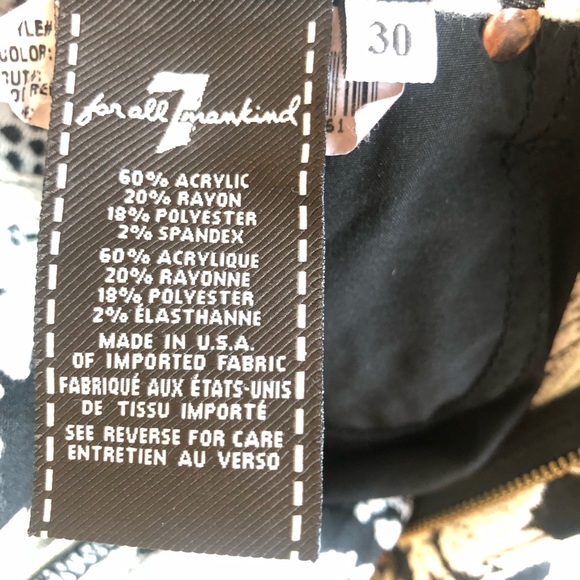 30
for all 7 mankind
60% ACRYLIC
20% RAYON
18% POLYESTER
2% SPANDEX
60% ACRYLIQUE
20% RAYONNE
18% POLYESTER
2% ÉLASTHANNE
MADE IN U.S.A.
OF IMPORTED FABRIC
FABRIQUÉ AUX ÉTATS-UNIS
DE TISSU IMPORTÉ
SEE REVERSE FOR CARE
ENTRETIEN AU VERSO